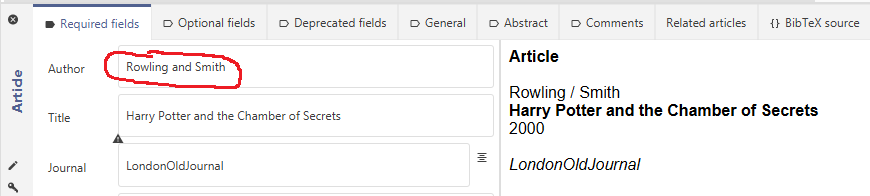 Required fields
Optional fields
Deprecated fields
General
Abstract
Comments
Related articles
{} BibTeX source
Article
Author
Rowling and Smith
Title
Harry Potter and the Chamber of Secrets
Journal
LondonOldJournal
Article
Rowling / Smith
Harry Potter and the Chamber of Secrets
2000
LondonOldJournal